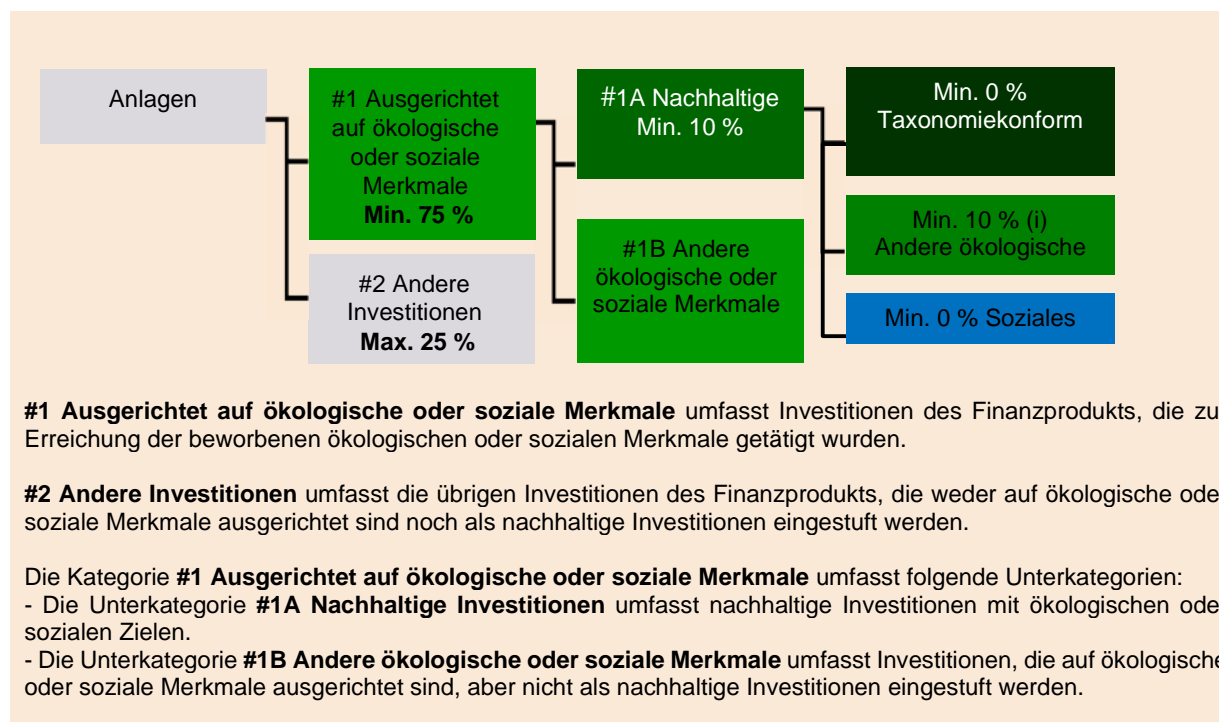 Anlagen
#1 Ausgerichtet
auf ökologische
oder soziale
Merkmale
Min. 75 %
#2 Andere
Investitionen
Max. 25 %
#1A Nachhaltige
Min. 10 %
#1B Andere
ökologische oder
soziale Merkmale
Min. 0 %
Taxonomiekonform
Min. 10 % (i)
Andere ökologische
Min. 0 % Soziales
#1 Ausgerichtet auf ökologische oder soziale Merkmale umfasst Investitionen des Finanzprodukts, die zu
Erreichung der beworbenen ökologischen oder sozialen Merkmale getätigt wurden.
#2 Andere Investitionen umfasst die übrigen Investitionen des Finanzprodukts, die weder auf ökologische ode
soziale Merkmale ausgerichtet sind noch als nachhaltige Investitionen eingestuft werden.
Die Kategorie #1 Ausgerichtet auf ökologische oder soziale Merkmale umfasst folgende Unterkategorien:
- Die Unterkategorie #1A Nachhaltige Investitionen umfasst nachhaltige Investitionen mit ökologischen ode
sozialen Zielen.
- Die Unterkategorie #1B Andere ökologische oder soziale Merkmale umfasst Investitionen, die auf ökologische
oder soziale Merkmale ausgerichtet sind, aber nicht als nachhaltige Investitionen eingestuft werden.